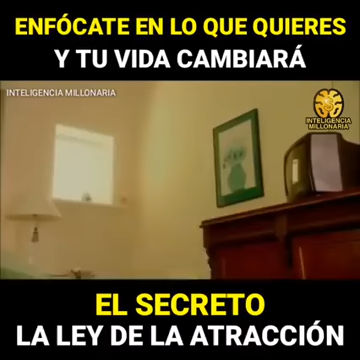 ENFÓCATE EN LO QUE QUIERES
Y TU VIDA CAMBIARÁ
INTELIGENCIA MILLONARIA
INTELIGENCIA
MILLONARIA
EL SECRETO
LA LEY DE LA ATRACCIÓN